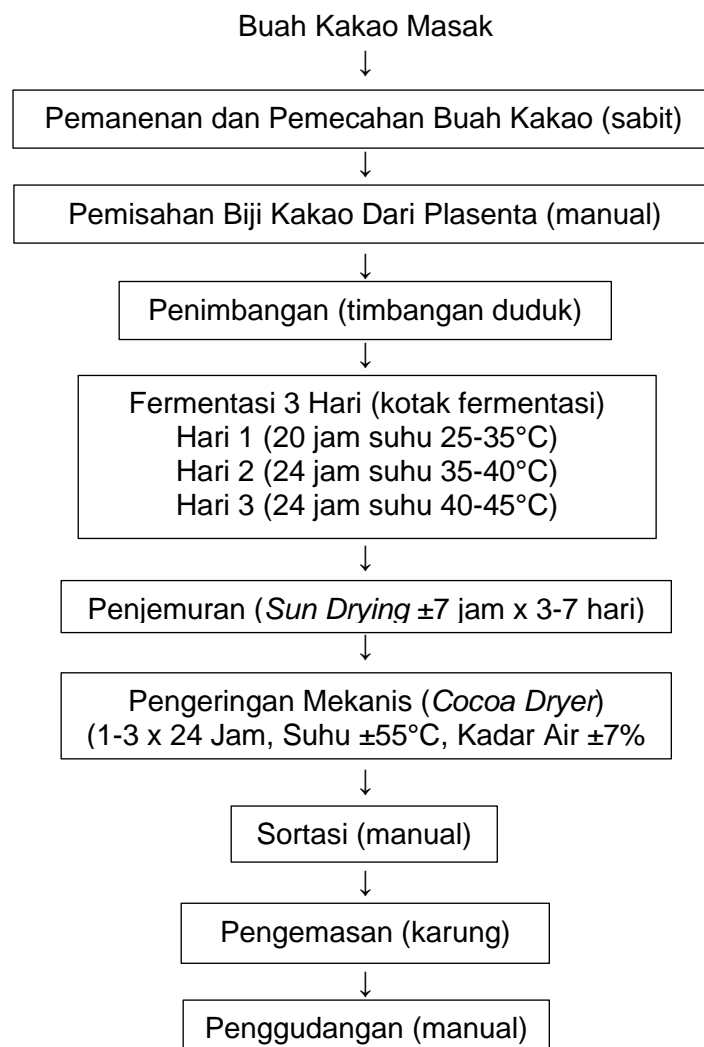 Buah Kakao Masak
↓
Pemanenan dan Pemecahan Buah Kakao (sabit)
↓
Pemisahan Biji Kakao Dari Plasenta (manual)
↓
Penimbangan (timbangan duduk)
↓
Fermentasi 3 Hari (kotak fermentasi)
Hari 1 (20 jam suhu 25-35°C)
Hari 2 (24 jam suhu 35-40°C)
Hari 3 (24 jam suhu 40-45°C)
↓
Penjemuran (Sun Drying ±7 jam x 3-7 hari)
↓
Pengeringan Mekanis (Cocoa Dryer)
(1-3 x 24 Jam, Suhu ±55°C, Kadar Air ±7%
↓
Sortasi (manual)
↓
Pengemasan (karung)
↓
Penggudangan (manual)